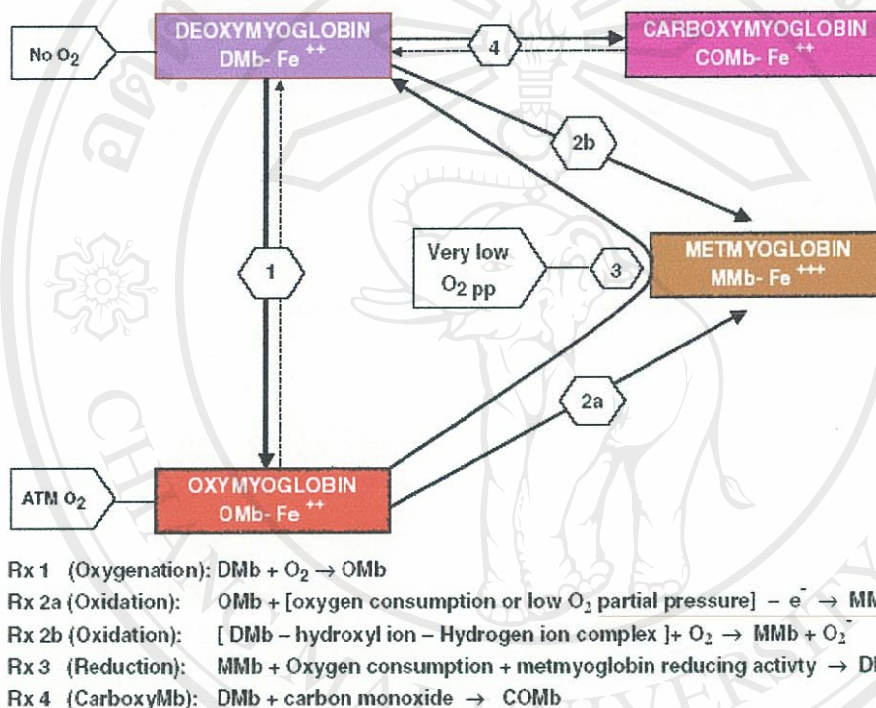 No O₂
DEOXYMYOGLOBIN
DMb- Fe ⁺⁺
4
CARBOXYMYOGLOBIN
COMb- Fe ⁺⁺
2b
1
Very low
O₂ pp
3
METMYOGLOBIN
MMb- Fe ⁺⁺⁺
2a
ATM O₂
OXYMYOGLOBIN
OMb- Fe ⁺⁺
Rx 1 (Oxygenation): DMb + O₂ → OMb
Rx 2a (Oxidation): OMb + [oxygen consumption or low O₂ partial pressure] – e⁻ → MM
Rx 2b (Oxidation): [ DMb – hydroxyl ion – Hydrogen ion complex ]+ O₂ → MMb + O₂⁻
Rx 3 (Reduction): MMb + Oxygen consumption + metmyoglobin reducing activty → D
Rx 4 (CarboxyMb): DMb + carbon monoxide → COMb